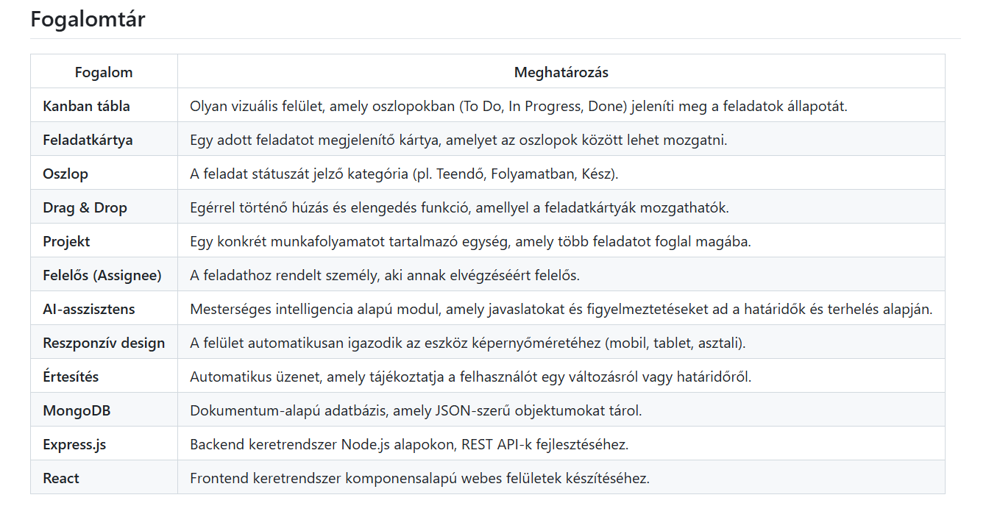 Fogalomtár
Fogalom Meghatározás
Kanban tábla Olyan vizuális felület, amely oszlopokban (To Do, In Progress, Done) jeleníti meg a feladatok állapotát.
Feladatkártya Egy adott feladatot megjelenítő kártya, amelyet az oszlopok között lehet mozgatni.
Oszlop A feladat státuszát jelző kategória (pl. Teendő, Folyamatban, Kész).
Drag & Drop Egérrel történő húzás és elengedés funkció, amellyel a feladatkártyák mozgathatók.
Projekt Egy konkrét munkafolyamatot tartalmazó egység, amely több feladatot foglal magába.
Felelős (Assignee) A feladathoz rendelt személy, aki annak elvégzéséért felelős.
AI-asszisztens Mesterséges intelligencia alapú modul, amely javaslatokat és figyelmeztetéseket ad a határidők és terhelés alapján.
Reszponzív design A felület automatikusan igazodik az eszköz képernyőméretéhez (mobil, tablet, asztali).
Értesítés Automatikus üzenet, amely tájékoztatja a felhasználót egy változásról vagy határidőről.
MongoDB Dokumentum-alapú adatbázis, amely JSON-szerű objektumokat tárol.
Express.js Backend keretrendszer Node.js alapokon, REST API-k fejlesztéséhez.
React Frontend keretrendszer komponensalapú webes felületek készítéséhez.